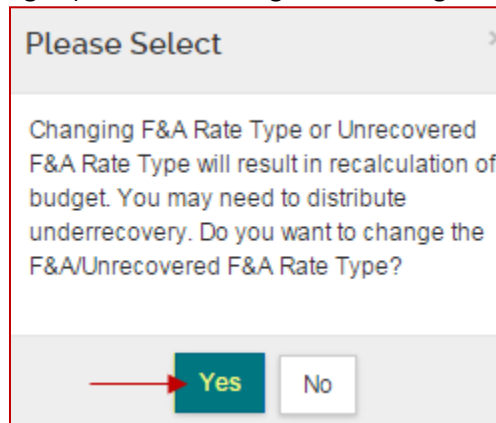 Please Select
Changing F&A Rate Type or Unrecovered
F&A Rate Type will result in recalculation of
budget. You may need to distribute
underrecovery. Do you want to change the
F&A/Unrecovered F&A Rate Type?
Yes No